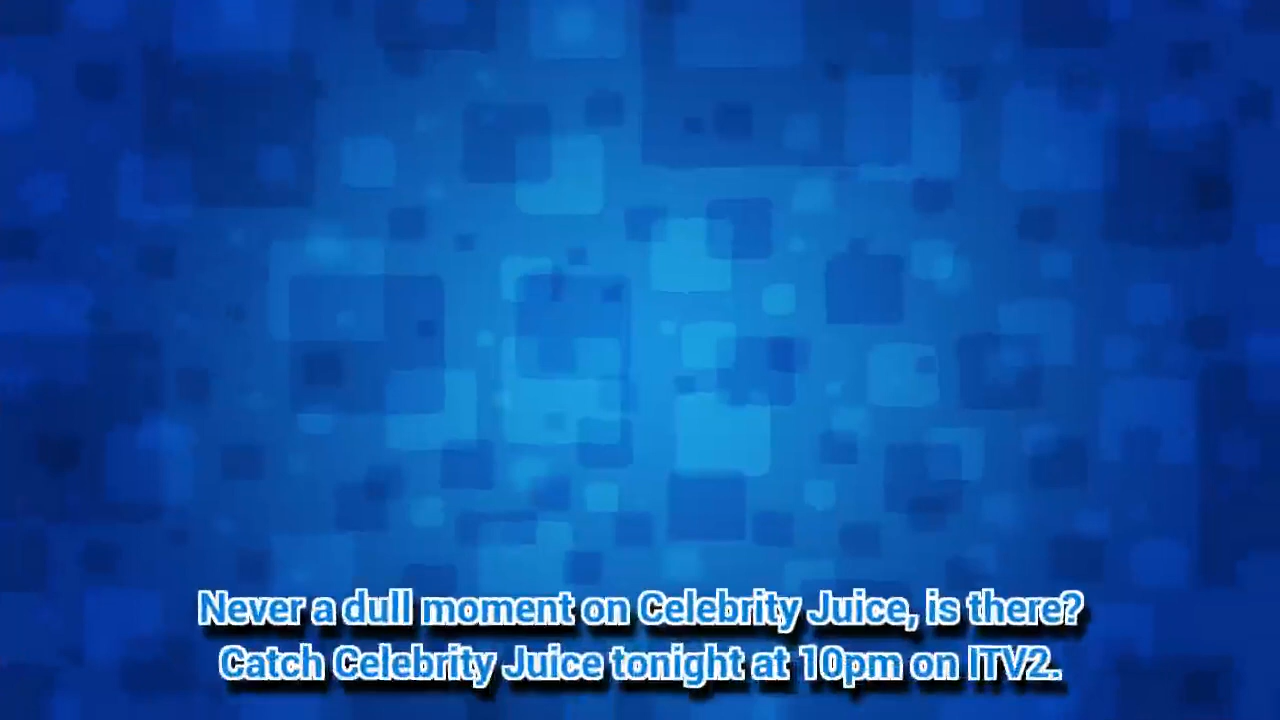 Never a dull moment on Celebrity Juice, is there?
Catch Celebrity Juice tonight at 10pm on ITV2.